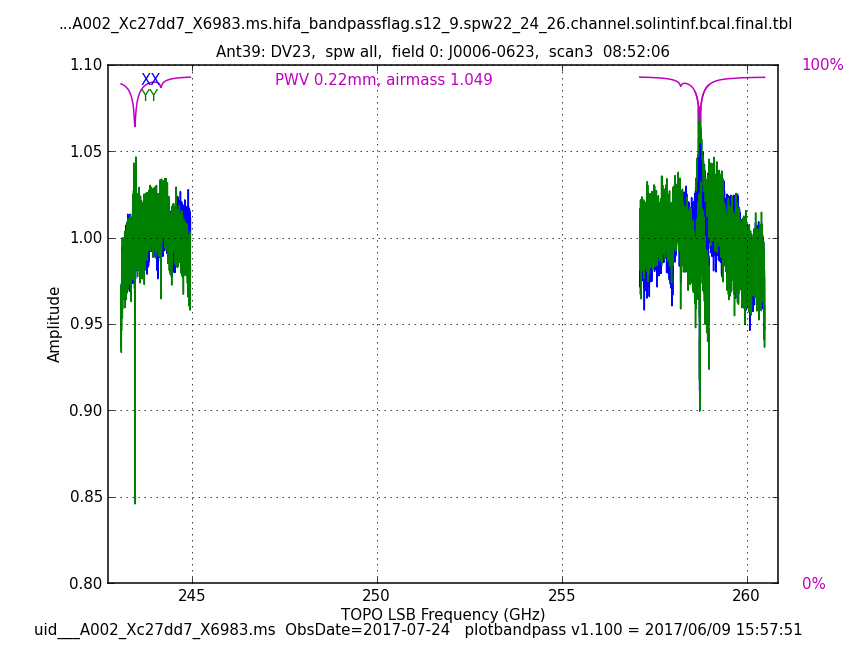 ...A002_Xc27dd7_X6983.ms.hifa_bandpassflag.s12_9.spw22_24_26.channel.solintinf.bcal.final.tbl
Ant39: DV23,  spw all,  field 0: J0006-0623,  scan3  08:52:06
1.10
100%
XX
PWV 0.22mm, airmass 1.049
YY
1.05
1.00
0.95
Amplitude
0.90
0.85
0.80
0%
245
250
255
260
TOPO LSB Frequency (GHz)
uid___A002_Xc27dd7_X6983.ms  ObsDate=2017-07-24   plotbandpass v1.100 = 2017/06/09 15:57:51